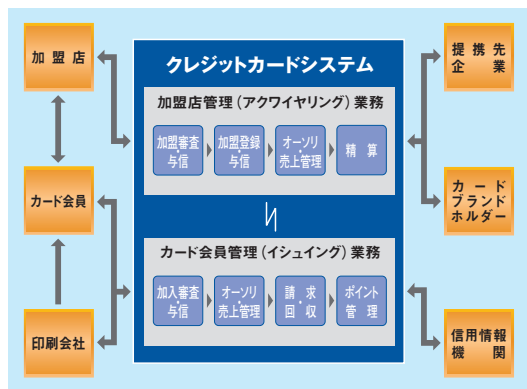 クレジットカードシステム
加盟店管理（アクワイヤリング）業務
加盟審査
・
与信
加盟登録
・
与信
オーソリ
・
売上管理
精算
カード会員管理（イシュイング）業務
加入審査
・
与信
オーソリ
・
売上管理
請求
・
回収
ポイント
管理
加盟店
カード会員
印刷会社
提携先
企業
カード
ブランド
ホルダー
信用情報
機関